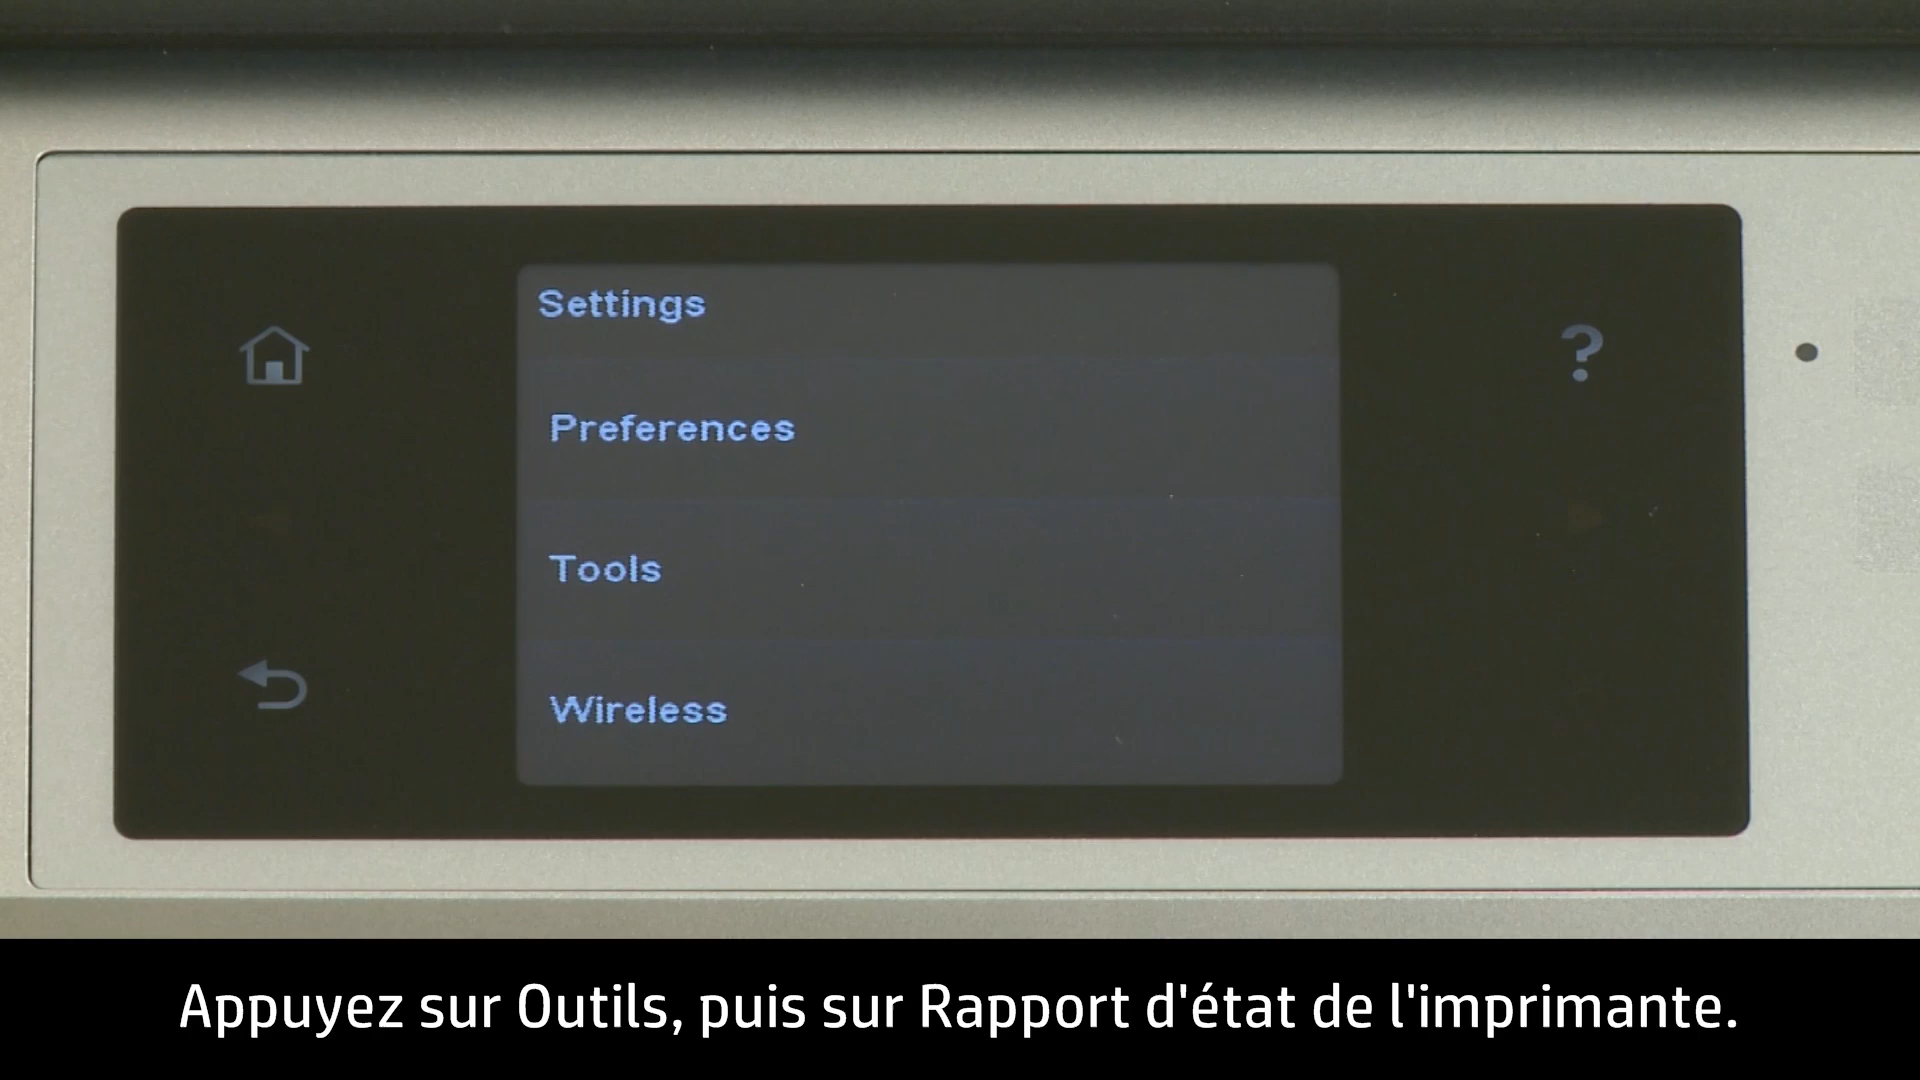 Settings
Preferences
Tools
Wireless
?
Appuyez sur Outils, puis sur Rapport d'état de l'imprimante.